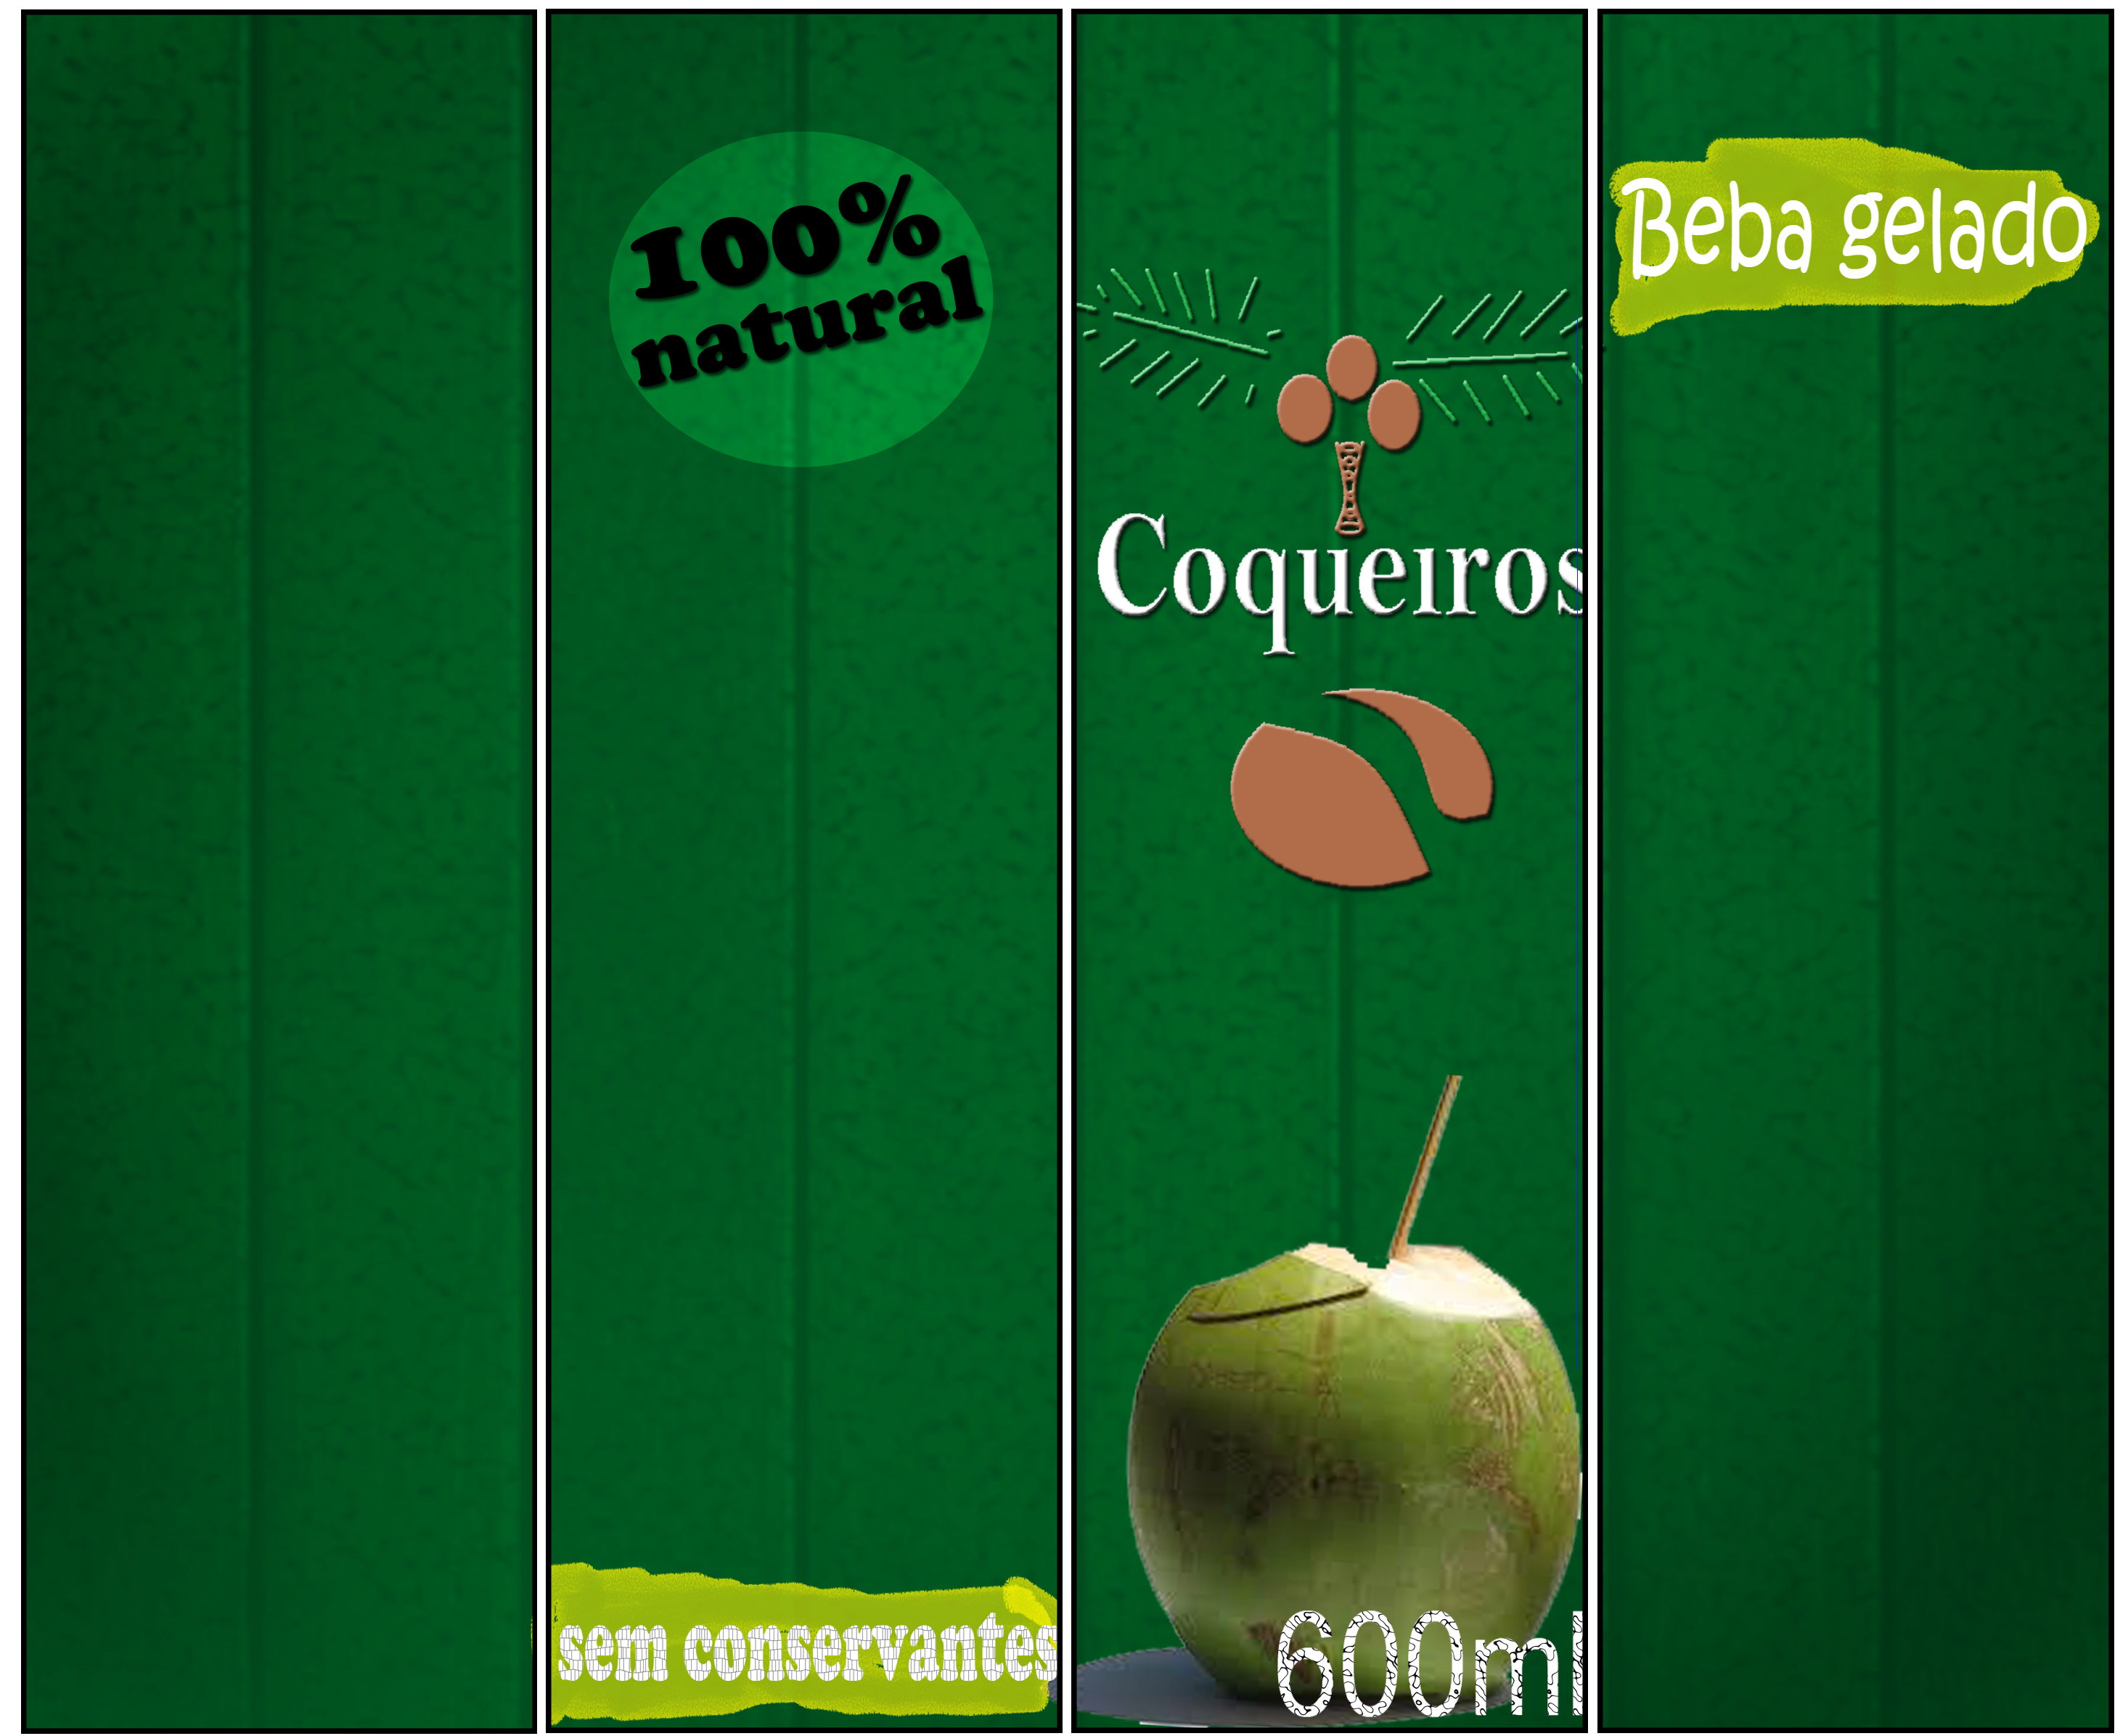 100%
natural
sem conservantes
Coqueiros
600ml
Beba gelado